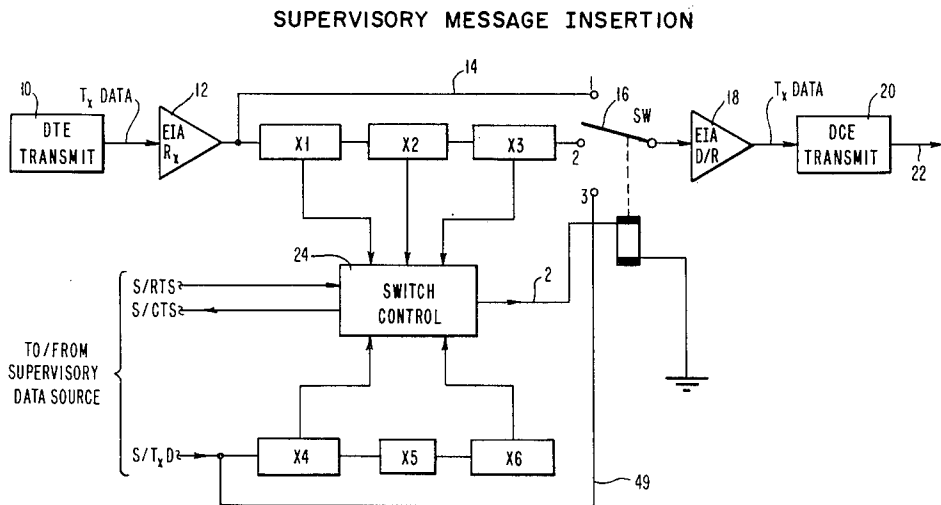 SUPERVISORY MESSAGE INSERTION
10
DTE
TRANSMIT
Tx DATA
12
EIA
Rx
14
X1
X2
X3
1
2
3
16
SW
18
EIA
D/R
Tx DATA
20
DCE
TRANSMIT
22
24
SWITCH
CONTROL
2
S/RTS
S/CTS
TO/FROM
SUPERVISORY
DATA SOURCE
S/TxD
X4
X5
X6
49